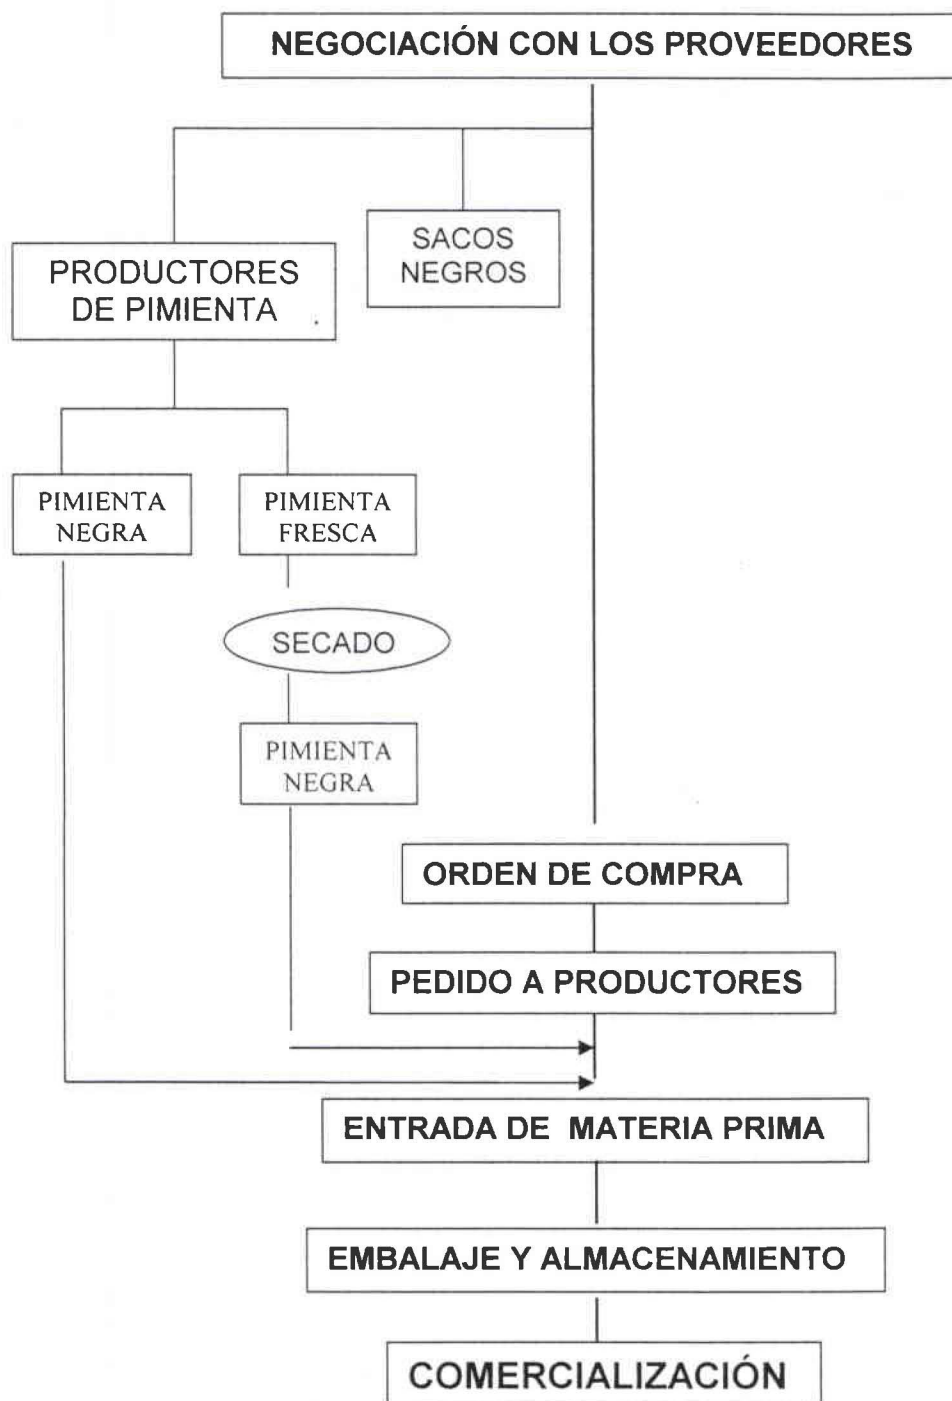 NEGOCIACIÓN CON LOS PROVEEDORES
SACOS
NEGROS
PRODUCTORES
DE PIMIENTA
PIMIENTA
NEGRA
PIMIENTA
FRESCA
SECADO
PIMIENTA
NEGRA
ORDEN DE COMPRA
PEDIDO A PRODUCTORES
ENTRADA DE MATERIA PRIMA
EMBALAJE Y ALMACENAMIENTO
COMERCIALIZACIÓN